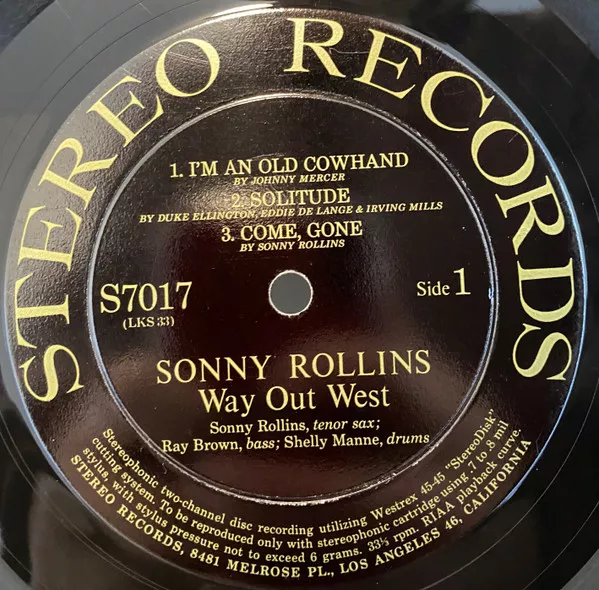 STEREO RECORDS
1. I'M AN OLD COWHAND
BY JOHNNY MERCER
2. SOLITUDE
BY DUKE ELLINGTON, EDDIE DE LANGE & IRVING MILLS
3. COME, GONE
BY SONNY ROLLINS
S7017
(LKS 33)
Side 1
SONNY ROLLINS
Way Out West
Sonny Rollins, tenor sax;
Ray Brown, bass; Shelly Manne, drums
Stereophonic two-channel disc recording utilizing Westrex 45-45 "StereoDisk"
cutting system. To be reproduced only with stereophonic cartridge using .7 to .8 mil
stylus, with stylus pressure not to exceed 6 grams. 33⅓ rpm. RIAA playback curve.
STEREO RECORDS, 8481 MELROSE PL., LOS ANGELES 46, CALIFORNIA